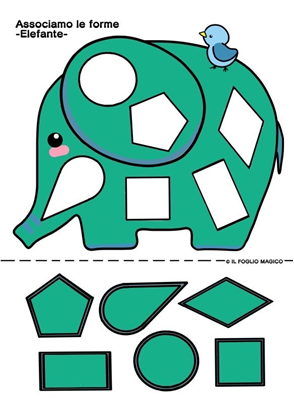 Associamo le forme
-Elefante-
© IL FOGLIO MAGICO